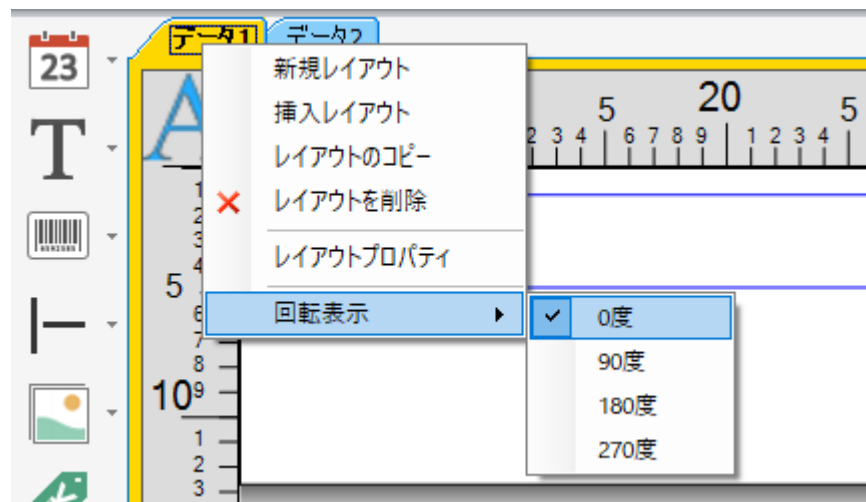 データ1 データ2
23
新規レイアウト
挿入レイアウト
レイアウトのコピー
レイアウトを削除
レイアウトプロパティ
回転表示
0度
90度
180度
270度
T
A
5 20 5
2 3 4 6 7 8 9 1 2 3 4
1
2
3
4
5
6
7
8
9
10
1
2
3